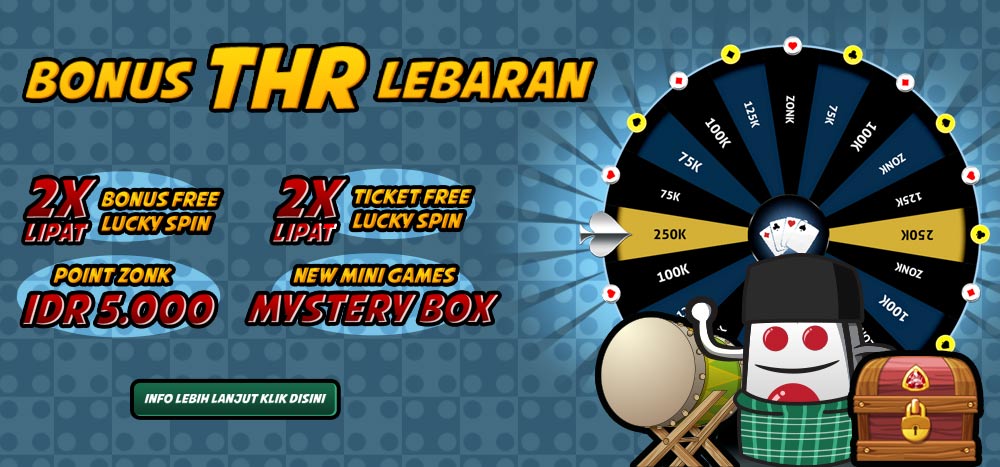 BONUS THR LEBARAN
2X LIPAT BONUS FREE LUCKY SPIN
2X LIPAT TICKET FREE LUCKY SPIN
POINT ZONK
IDR 5.000
NEW MINI GAMES
MYSTERY BOX
INFO LEBIH LANJUT KLIK DISINI
100K
250K
75K
75K
100K
125K
ZONK
75K
100K
ZONK
125K
250K
ZONK
100K